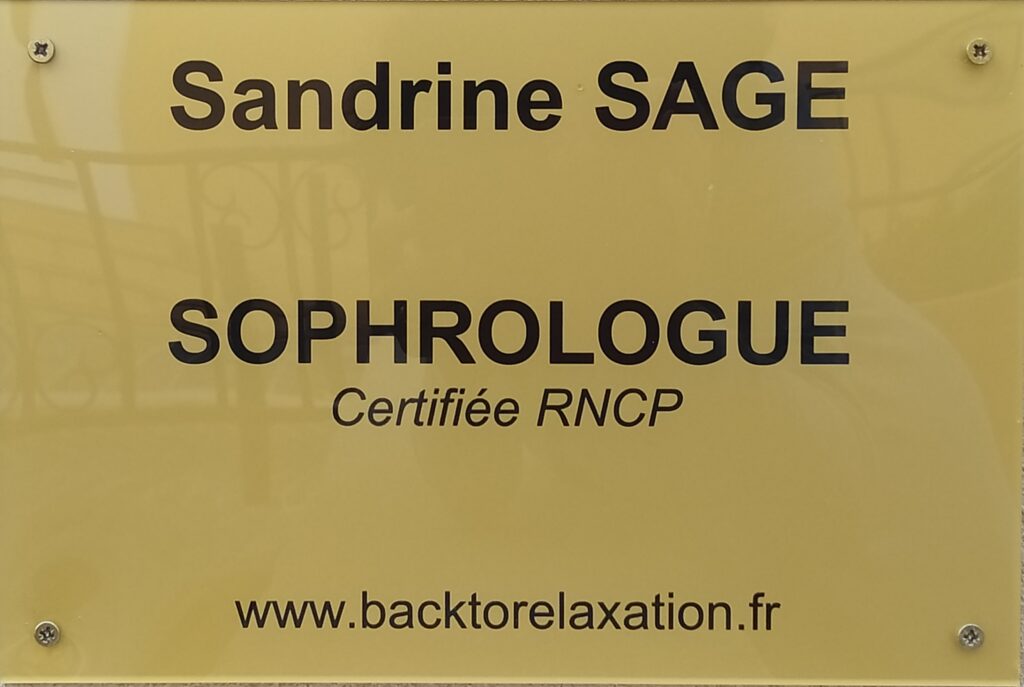 Sandrine SAGE
SOPHROLOGUE
Certifiée RNCP
www.backtorelaxation.fr